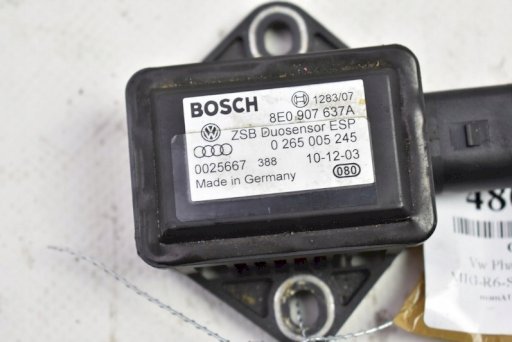 BOSCH 1283/07
8E0 907 637A
ZSB Duosensor ESP
0 265 005 245
0025667 388 10-12-03
Made in Germany 080
48
Vw